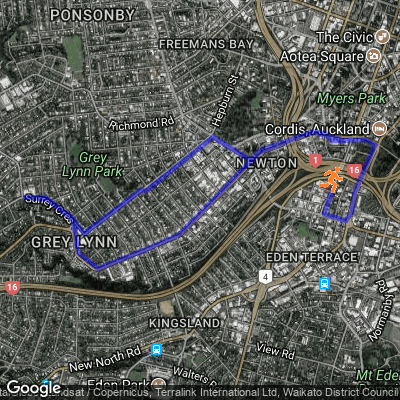 PONSONBY
FREEMANS BAY
The Civic
Aotea Square
Myers Park
Hepburn St
Richmond Rd
Cordis, Auckland
Grey
Lynn Park
NEWTON
1
16
Surrey Cres
GREY LYNN
EDEN TERRACE
4
16
Normanby
Rd
KINGSLAND
New North Rd
View Rd
Mt Eden
Eden Park
Walters
Google
dsat / Copernicus, Terralink International Ltd, Waikato District Council